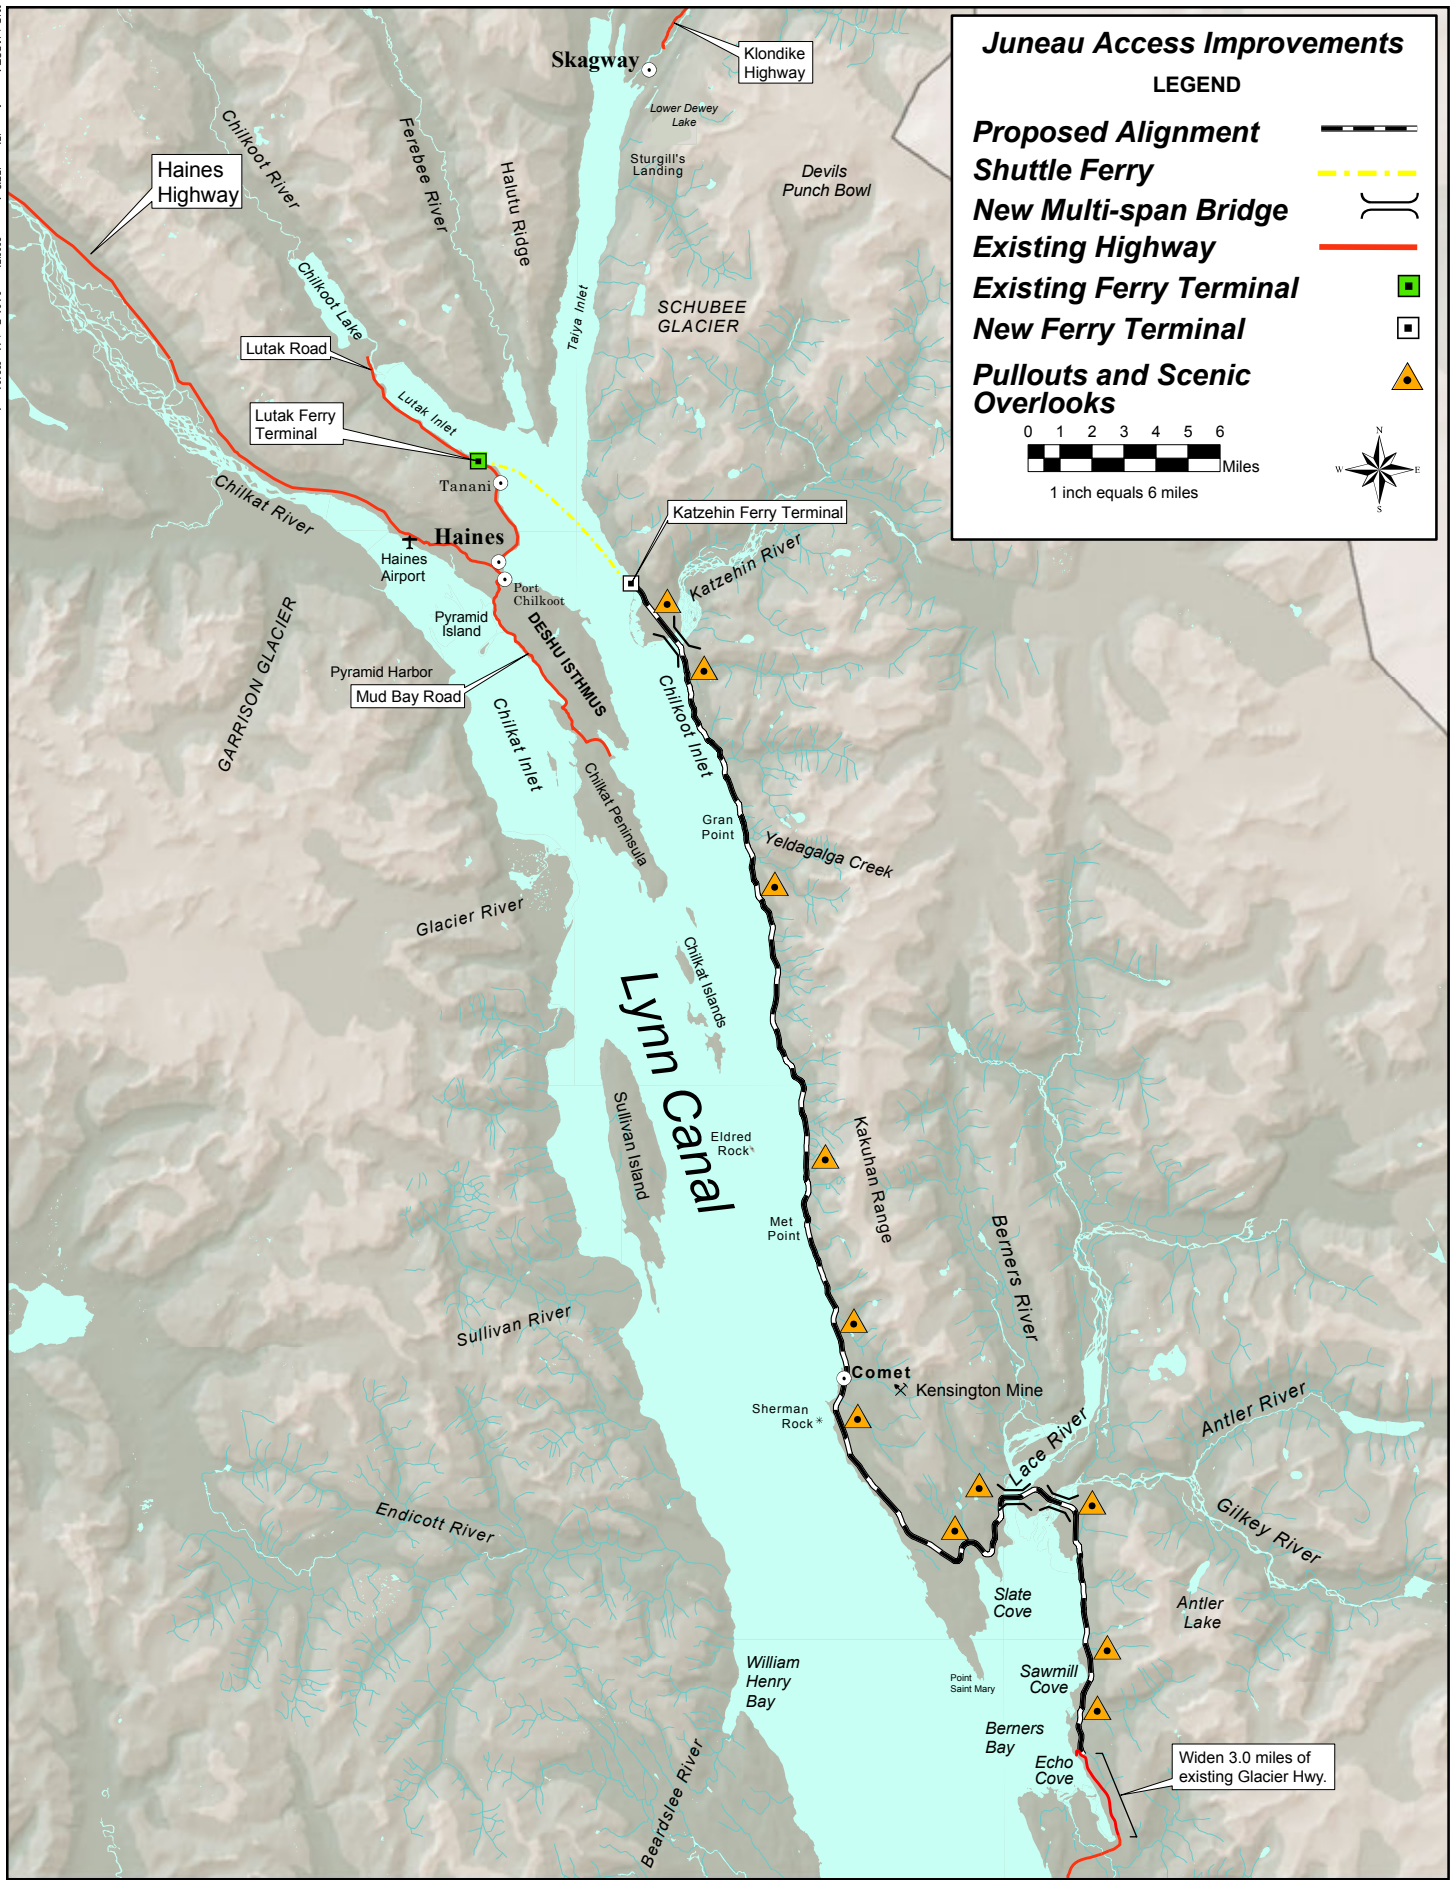 Juneau Access Improvements
LEGEND
Proposed Alignment
Shuttle Ferry
New Multi-span Bridge
Existing Highway
Existing Ferry Terminal
New Ferry Terminal
Pullouts and Scenic
Overlooks
0 1 2 3 4 5 6
Miles
1 inch equals 6 miles
N
W
E
S
Skagway
Klondike
Highway
Lower Dewey
Lake
Sturgill's
Landing
Devils
Punch Bowl
Haines
Highway
Chilkoot River
Ferebee River
Halutu Ridge
Chilkoot Lake
Taiya Inlet
SCHUBEE
GLACIER
Lutak Road
Lutak Inlet
Lutak Ferry
Terminal
Tanani
Chilkat River
Katzehin Ferry Terminal
Haines
Haines
Airport
Katzehin River
Port
Chilkoot
Pyramid
Island
DESHU ISTHMUS
GARRISON GLACIER
Pyramid Harbor
Mud Bay Road
Chilkat Inlet
Chilkoot Inlet
Chilkat Peninsula
Gran
Point
Yeldagalga Creek
Glacier River
Chilkat Islands
Lynn Canal
Sullivan Island
Eldred
Rock
Kakuhan Range
Met
Point
Berners River
Sullivan River
Comet
Kensington Mine
Sherman
Rock
Lace River
Antler River
Endicott River
Gilkey River
Slate
Cove
Antler
Lake
William
Henry
Bay
Point
Saint Mary
Sawmill
Cove
Berners
Bay
Echo
Cove
Widen 3.0 miles of
existing Glacier Hwy.
Beardslee River